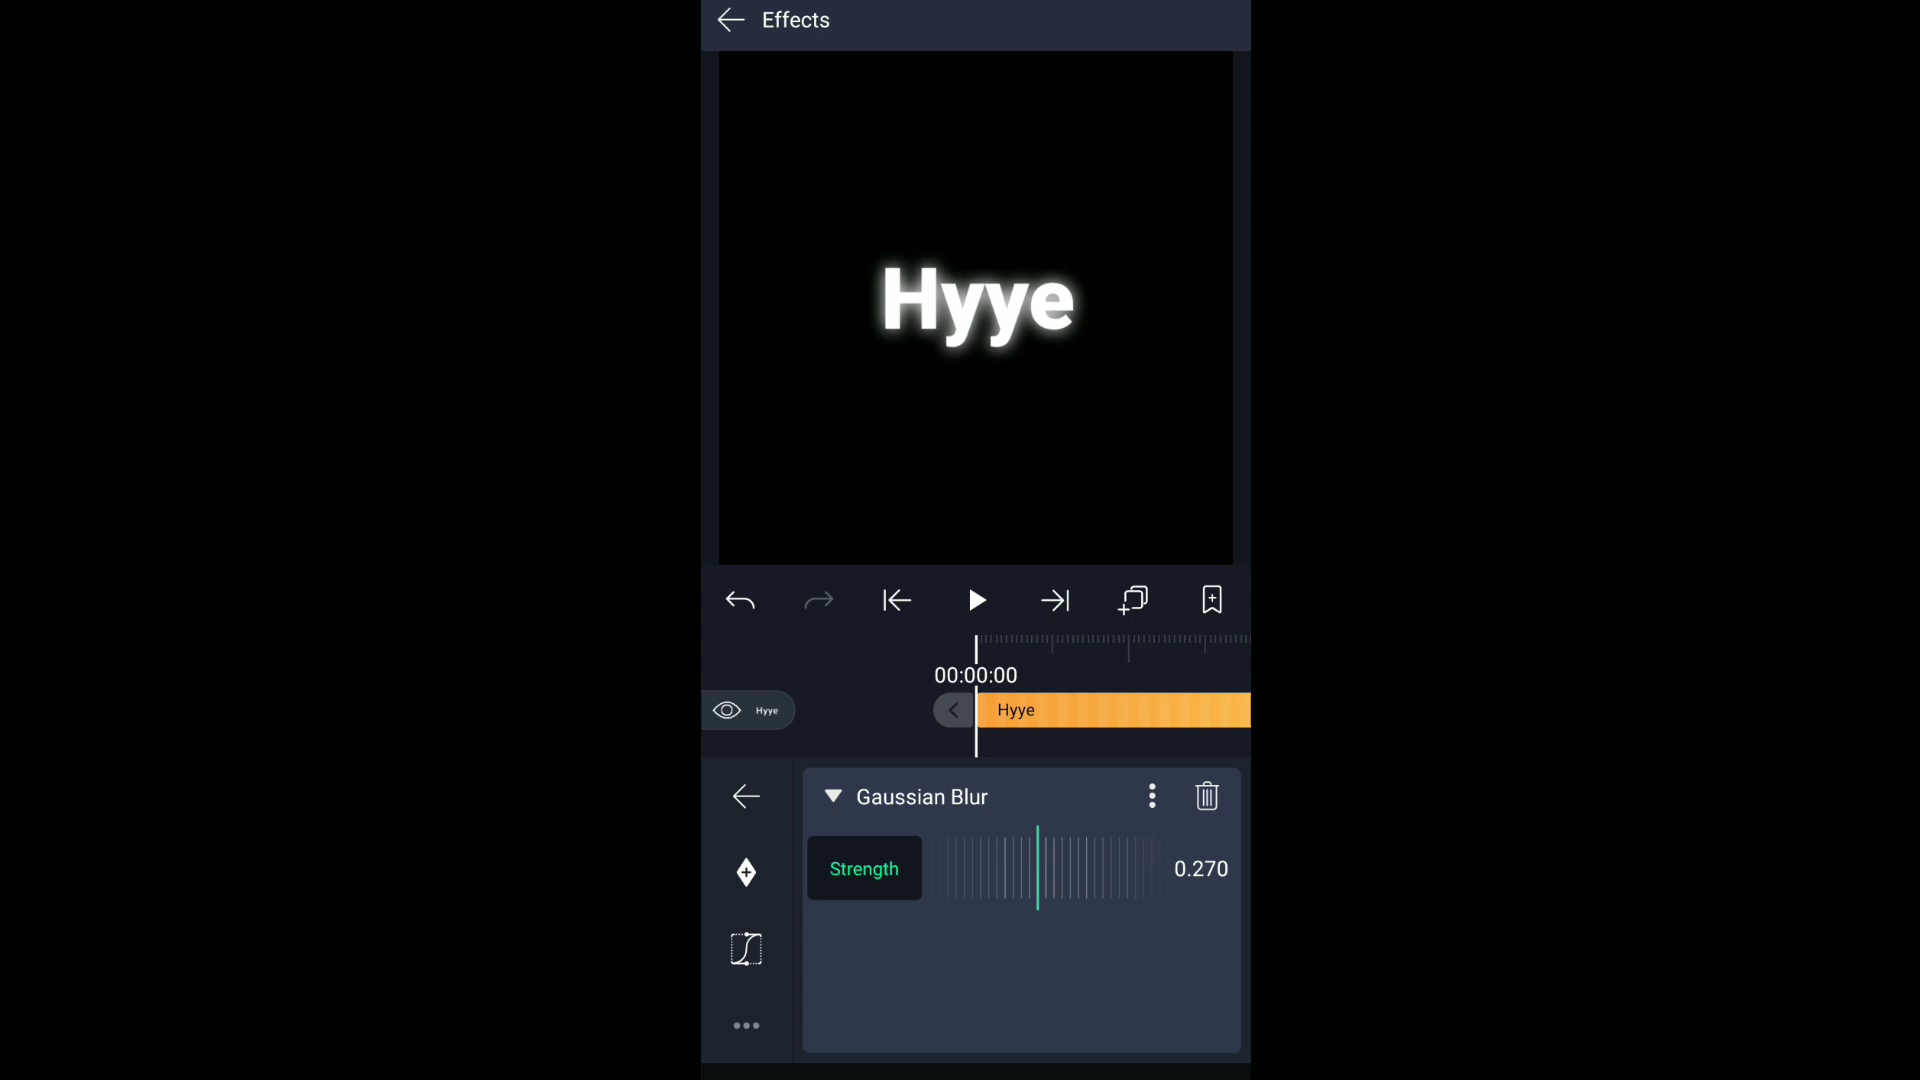 Effects
Hyye
00:00:00
Hyye
Hyye
Gaussian Blur
Strength
0.270